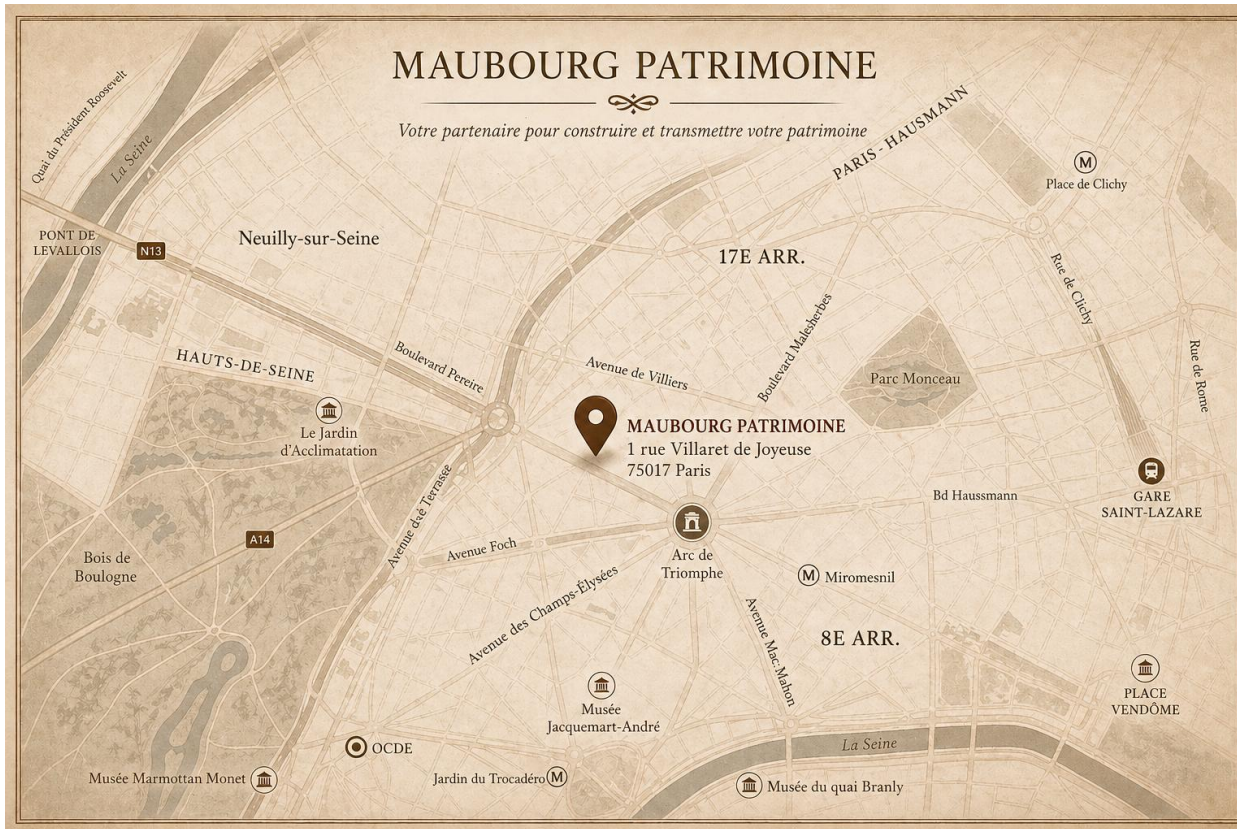 MAUBOURG PATRIMOINE
Votre partenaire pour construire et transmettre votre patrimoine
Quai du Président Roosevelt
La Seine
PARIS - HAUSMANN
M
Place de Clichy
PONT DE
LEVALLOIS
N13
Neuilly-sur-Seine
17E ARR.
Rue de Clichy
HAUTS-DE-SEINE
Boulevard Pereire
Avenue de Villiers
Boulevard Malesherbes
Parc Monceau
Rue de Rome
Le Jardin
d'Acclimatation
MAUBOURG PATRIMOINE
1 rue Villaret de Joyeuse
75017 Paris
Bd Haussmann
GARE
SAINT-LAZARE
Avenue
A14
Avenue Foch
Arc de
Triomphe
Bois de
Boulogne
M Miromesnil
Avenue des Champs-Élysées
Avenue Mac-Mahon
8E ARR.
Musée
Jacquemart-André
PLACE
VENDÔME
OCDE
La Seine
Musée Marmottan Monet
Jardin du Trocadéro M
Musée du quai Branly